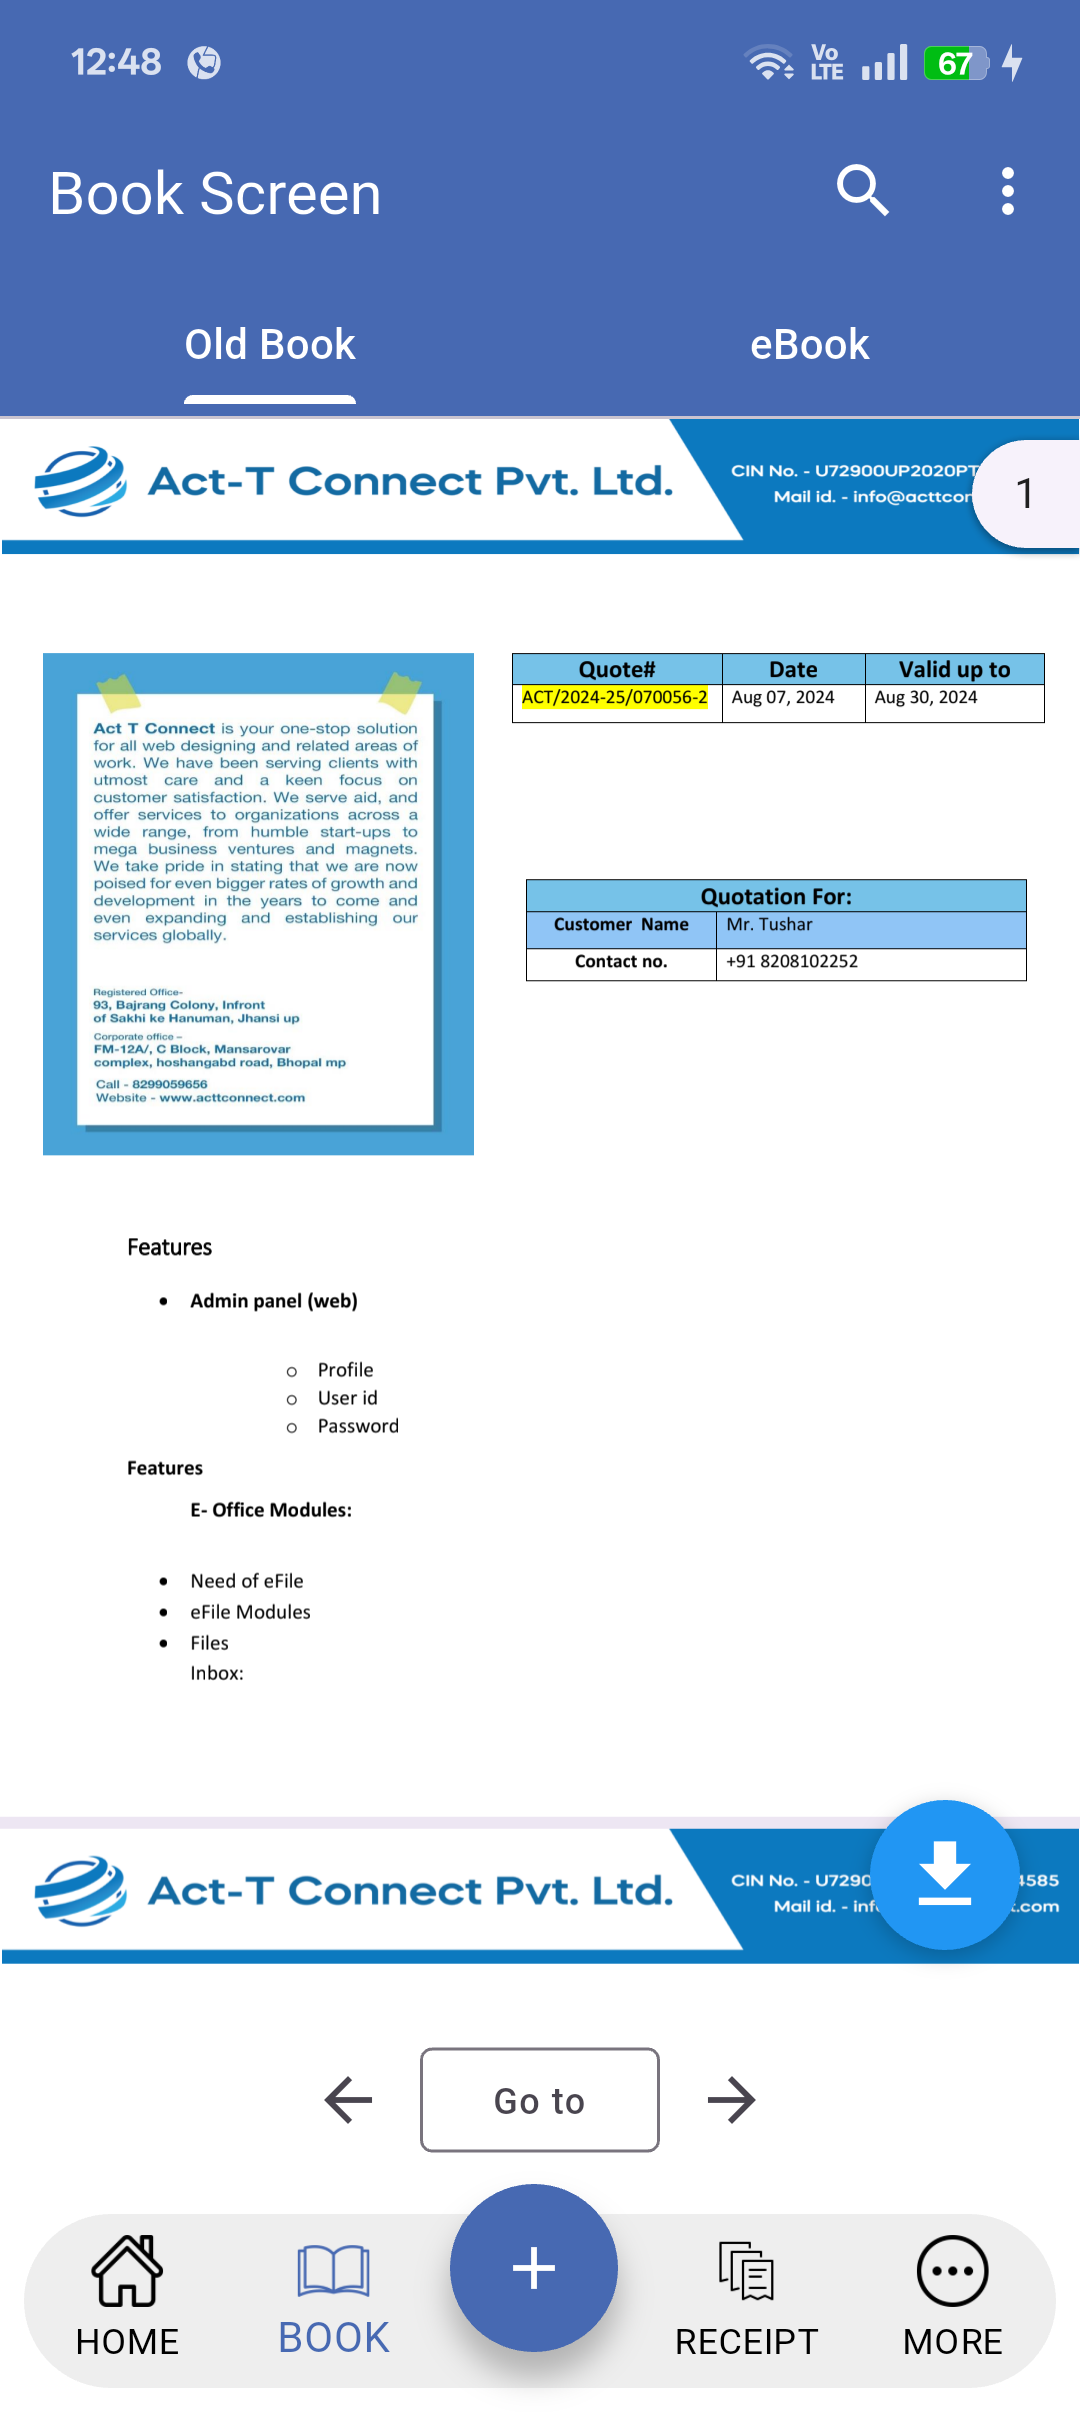 12:48
Vo
LTE
67
Book Screen
Old Book
eBook
Act-T Connect Pvt. Ltd.
CIN No. - U72900UP2020PT
Mail id. - info@acttcon
1
Quote# Date Valid up to
ACT/2024-25/070056-2 Aug 07, 2024 Aug 30, 2024
Act T Connect is your one-stop solution
for all web designing and related areas of
work. We have been serving clients with
utmost care and a keen focus on
customer satisfaction. We serve aid, and
offer services to organizations across a
wide range, from humble start-ups to
mega business ventures and magnets.
We take pride in stating that we are now
poised for even bigger rates of growth and
development in the years to come and
even expanding and establishing our
services globally.
Registered Office-
93, Bajrang Colony, Infront
of Sakhi ke Hanuman, Jhansi up
Corporate office –
FM-12A/, C Block, Mansarovar
complex, hoshangabd road, Bhopal mp
Call - 8299059656
Website - www.acttconnect.com
Quotation For:
Customer Name Mr. Tushar
Contact no. +91 8208102252
Features
• Admin panel (web)
o Profile
o User id
o Password
Features
E- Office Modules:
• Need of eFile
• eFile Modules
• Files
Inbox:
Act-T Connect Pvt. Ltd.
CIN No. - U7290 4585
Mail id. - inf t.com
Go to
HOME
BOOK
RECEIPT
MORE